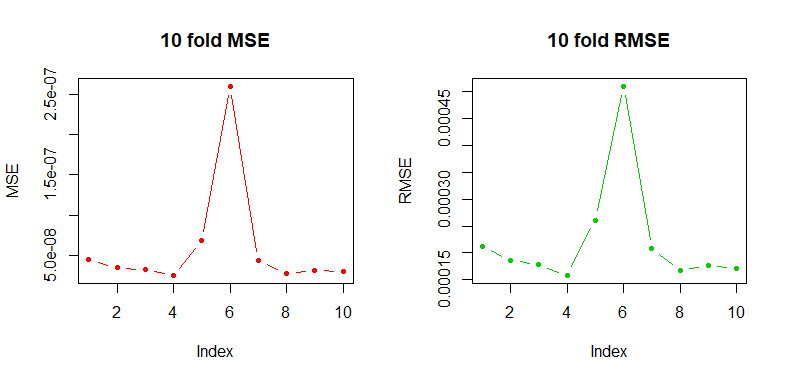 10 fold MSE
MSE
2.5e-07
1.5e-07
5.0e-08
2 4 6 8 10
Index
10 fold RMSE
RMSE
0.00045
0.00030
0.00015
2 4 6 8 10
Index